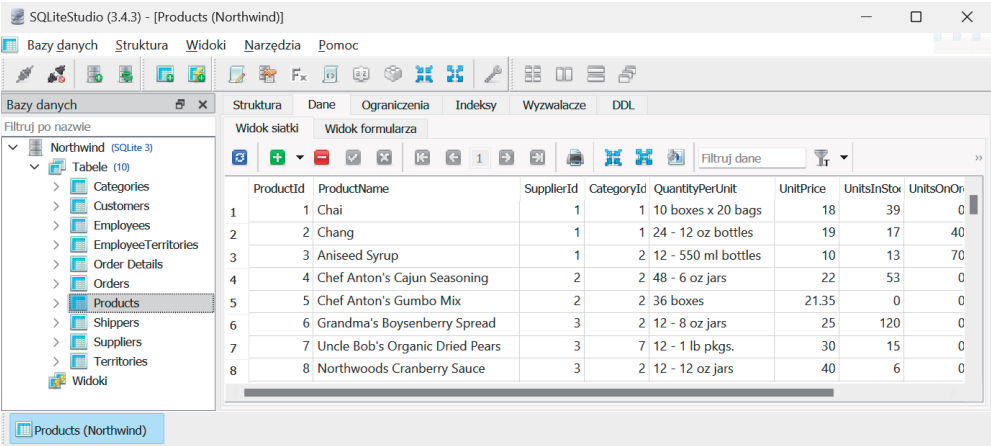 SQLiteStudio (3.4.3) - [Products (Northwind)]
Bazy danych Struktura Widoki Narzędzia Pomoc
Bazy danych
Filtruj po nazwie
Northwind (SQLite 3)
Tabele (10)
Categories
Customers
Employees
EmployeeTerritories
Order Details
Orders
Products
Shippers
Suppliers
Territories
Widoki
Struktura Dane Ograniczenia Indeksy Wyzwalacze DDL
Widok siatki Widok formularza
1 Filtruj dane
ProductId ProductName SupplierId CategoryId QuantityPerUnit UnitPrice UnitsInStoc UnitsOnOr
1 1 Chai 1 1 10 boxes x 20 bags 18 39 0
2 2 Chang 1 1 24 - 12 oz bottles 19 17 40
3 3 Aniseed Syrup 1 2 12 - 550 ml bottles 10 13 70
4 4 Chef Anton's Cajun Seasoning 2 2 48 - 6 oz jars 22 53 0
5 5 Chef Anton's Gumbo Mix 2 2 36 boxes 21.35 0 0
6 6 Grandma's Boysenberry Spread 3 2 12 - 8 oz jars 25 120 0
7 7 Uncle Bob's Organic Dried Pears 3 7 12 - 1 lb pkgs. 30 15 0
8 8 Northwoods Cranberry Sauce 3 2 12 - 12 oz jars 40 6 0
Products (Northwind)